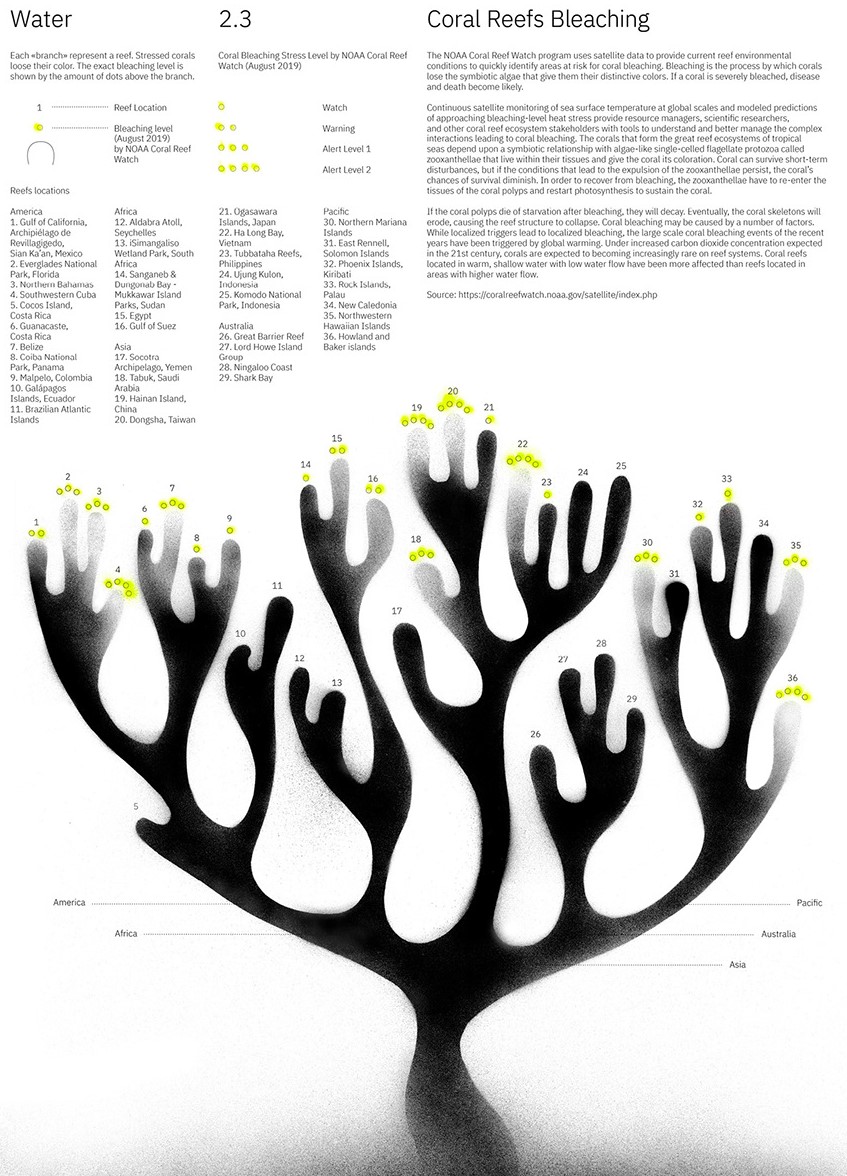 Water
2.3
Coral Reefs Bleaching
Each «branch» represent a reef. Stressed corals
loose their color. The exact bleaching level is
shown by the amount of dots above the branch.
1
Reef Location
Bleaching level
(August 2019)
by NOAA Coral Reef
Watch
Coral Bleaching Stress Level by NOAA Coral Reef
Watch (August 2019)
Watch
Warning
Alert Level 1
Alert Level 2
The NOAA Coral Reef Watch program uses satellite data to provide current reef environmental
conditions to quickly identify areas at risk for coral bleaching. Bleaching is the process by which corals
lose the symbiotic algae that give them their distinctive colors. If a coral is severely bleached, disease
and death become likely.
Continuous satellite monitoring of sea surface temperature at global scales and modeled predictions
of approaching bleaching-level heat stress provide resource managers, scientific researchers,
and other coral reef ecosystem stakeholders with tools to understand and better manage the complex
interactions leading to coral bleaching. The corals that form the great reef ecosystems of tropical
seas depend upon a symbiotic relationship with algae-like single-celled flagellate protozoa called
zooxanthellae that live within their tissues and give the coral its coloration. Coral can survive short-term
disturbances, but if the conditions that lead to the expulsion of the zooxanthellae persist, the coral's
chances of survival diminish. In order to recover from bleaching, the zooxanthellae have to re-enter the
tissues of the coral polyps and restart photosynthesis to sustain the coral.
If the coral polyps die of starvation after bleaching, they will decay. Eventually, the coral skeletons will
erode, causing the reef structure to collapse. Coral bleaching may be caused by a number of factors.
While localized triggers lead to localized bleaching, the large scale coral bleaching events of the recent
years have been triggered by global warming. Under increased carbon dioxide concentration expected
in the 21st century, corals are expected to becoming increasingly rare on reef systems. Coral reefs
located in warm, shallow water with low water flow have been more affected than reefs located in
areas with higher water flow.
Source: https://coralreefwatch.noaa.gov/satellite/index.php
Reefs locations
America
1. Gulf of California,
Archipiélago de
Revillagigedo,
Sian Ka'an, Mexico
2. Everglades National
Park, Florida
3. Northern Bahamas
4. Southwestern Cuba
5. Cocos Island,
Costa Rica
6. Guanacaste,
Costa Rica
7. Belize
8. Coiba National
Park, Panama
9. Malpelo, Colombia
10. Galápagos
Islands, Ecuador
11. Brazilian Atlantic
Islands
Africa
12. Aldabra Atoll,
Seychelles
13. iSimangaliso
Wetland Park, South
Africa
14. Sanganeb &
Dungonab Bay -
Mukkawar Island
Parks, Sudan
15. Egypt
16. Gulf of Suez
Asia
17. Socotra
Archipelago, Yemen
18. Tabuk, Saudi
Arabia
19. Hainan Island,
China
20. Dongsha, Taiwan
21. Ogasawara
Islands, Japan
22. Ha Long Bay,
Vietnam
23. Tubbataha Reefs,
Philippines
24. Ujung Kulon,
Indonesia
25. Komodo National
Park, Indonesia
Australia
26. Great Barrier Reef
27. Lord Howe Island
Group
28. Ningaloo Coast
29. Shark Bay
Pacific
30. Northern Mariana
Islands
31. East Rennell,
Solomon Islands
32. Phoenix Islands,
Kiribati
33. Rock Islands,
Palau
34. New Caledonia
35. Northwestern
Hawaiian Islands
36. Howland and
Baker islands
1
2
3
4
5
6
7
8
9
10
11
12
13
14
15
16
17
18
19
20
21
22
23
24
25
26
27
28
29
30
31
32
33
34
35
36
America
Africa
Pacific
Australia
Asia